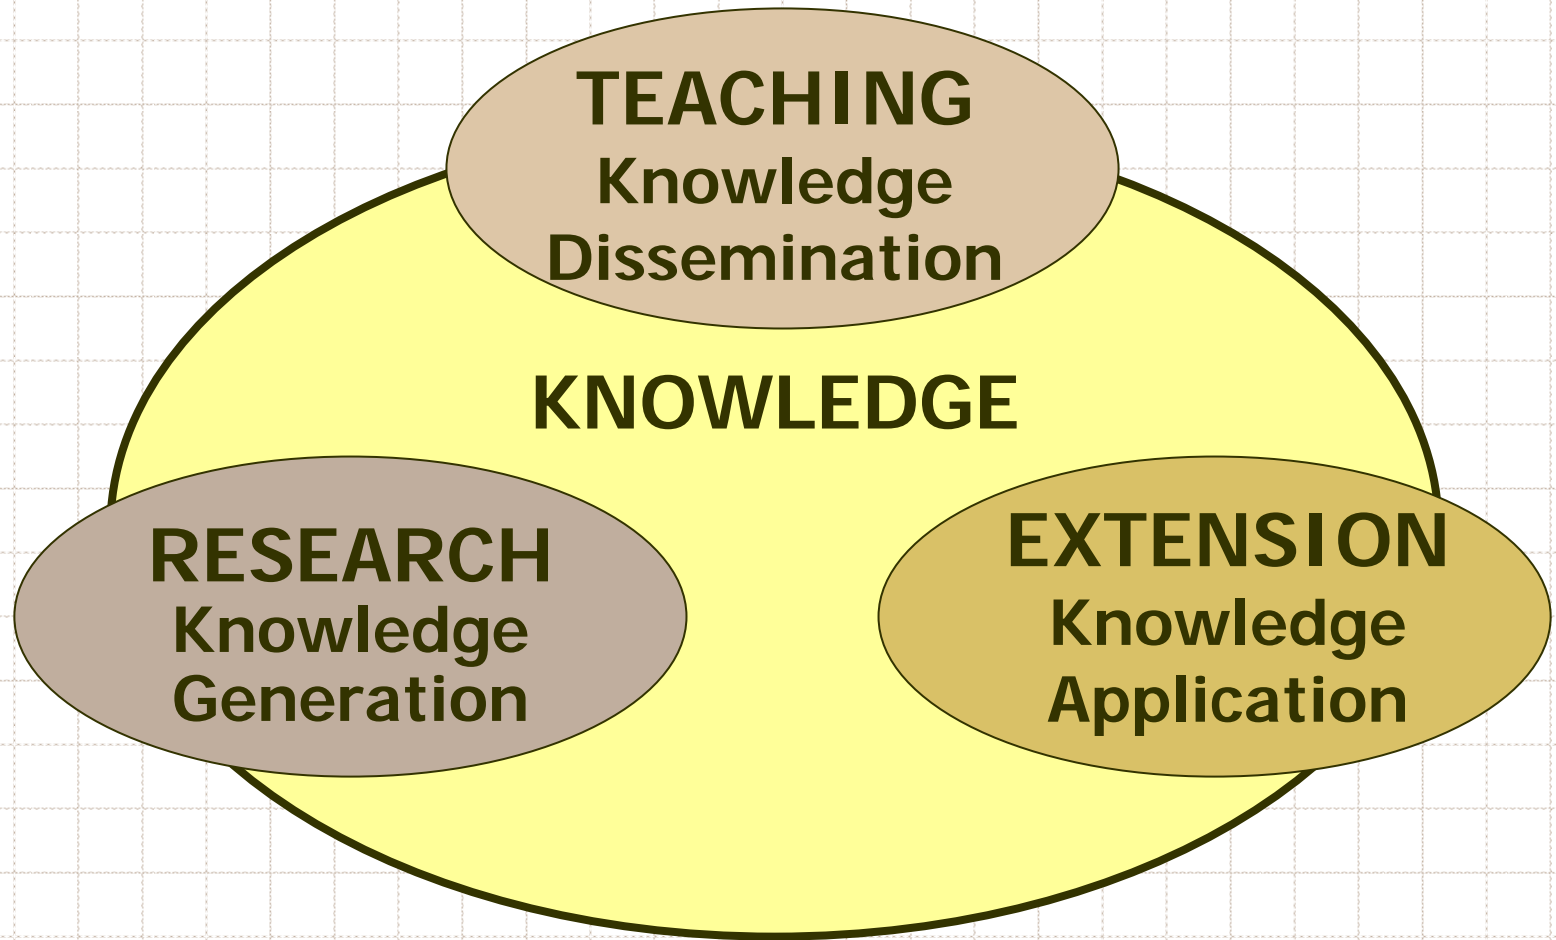 TEACHING
Knowledge
Dissemination
KNOWLEDGE
RESEARCH
Knowledge
Generation
EXTENSION
Knowledge
Application